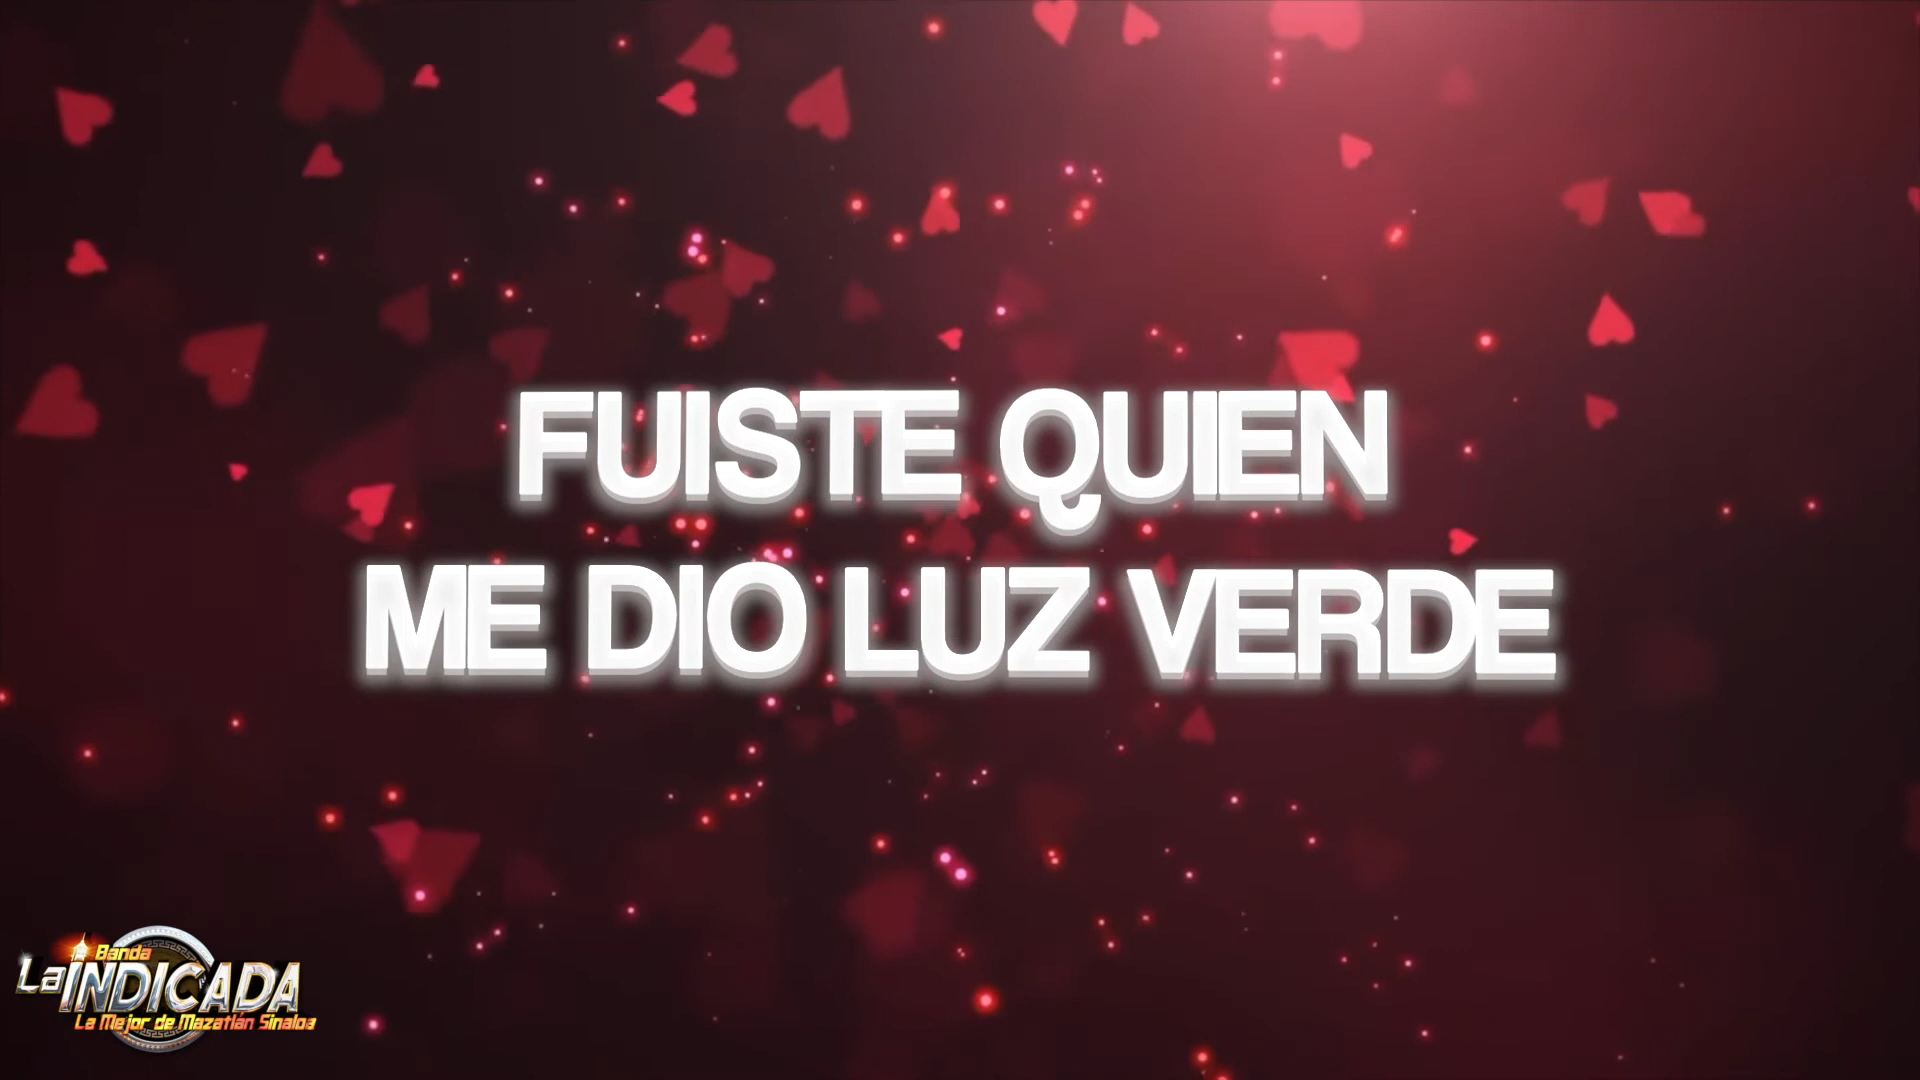 FUISTE QUIEN
ME DIO LUZ VERDE
Banda
La INDICADA
La Mejor de Mazatlán Sinaloa